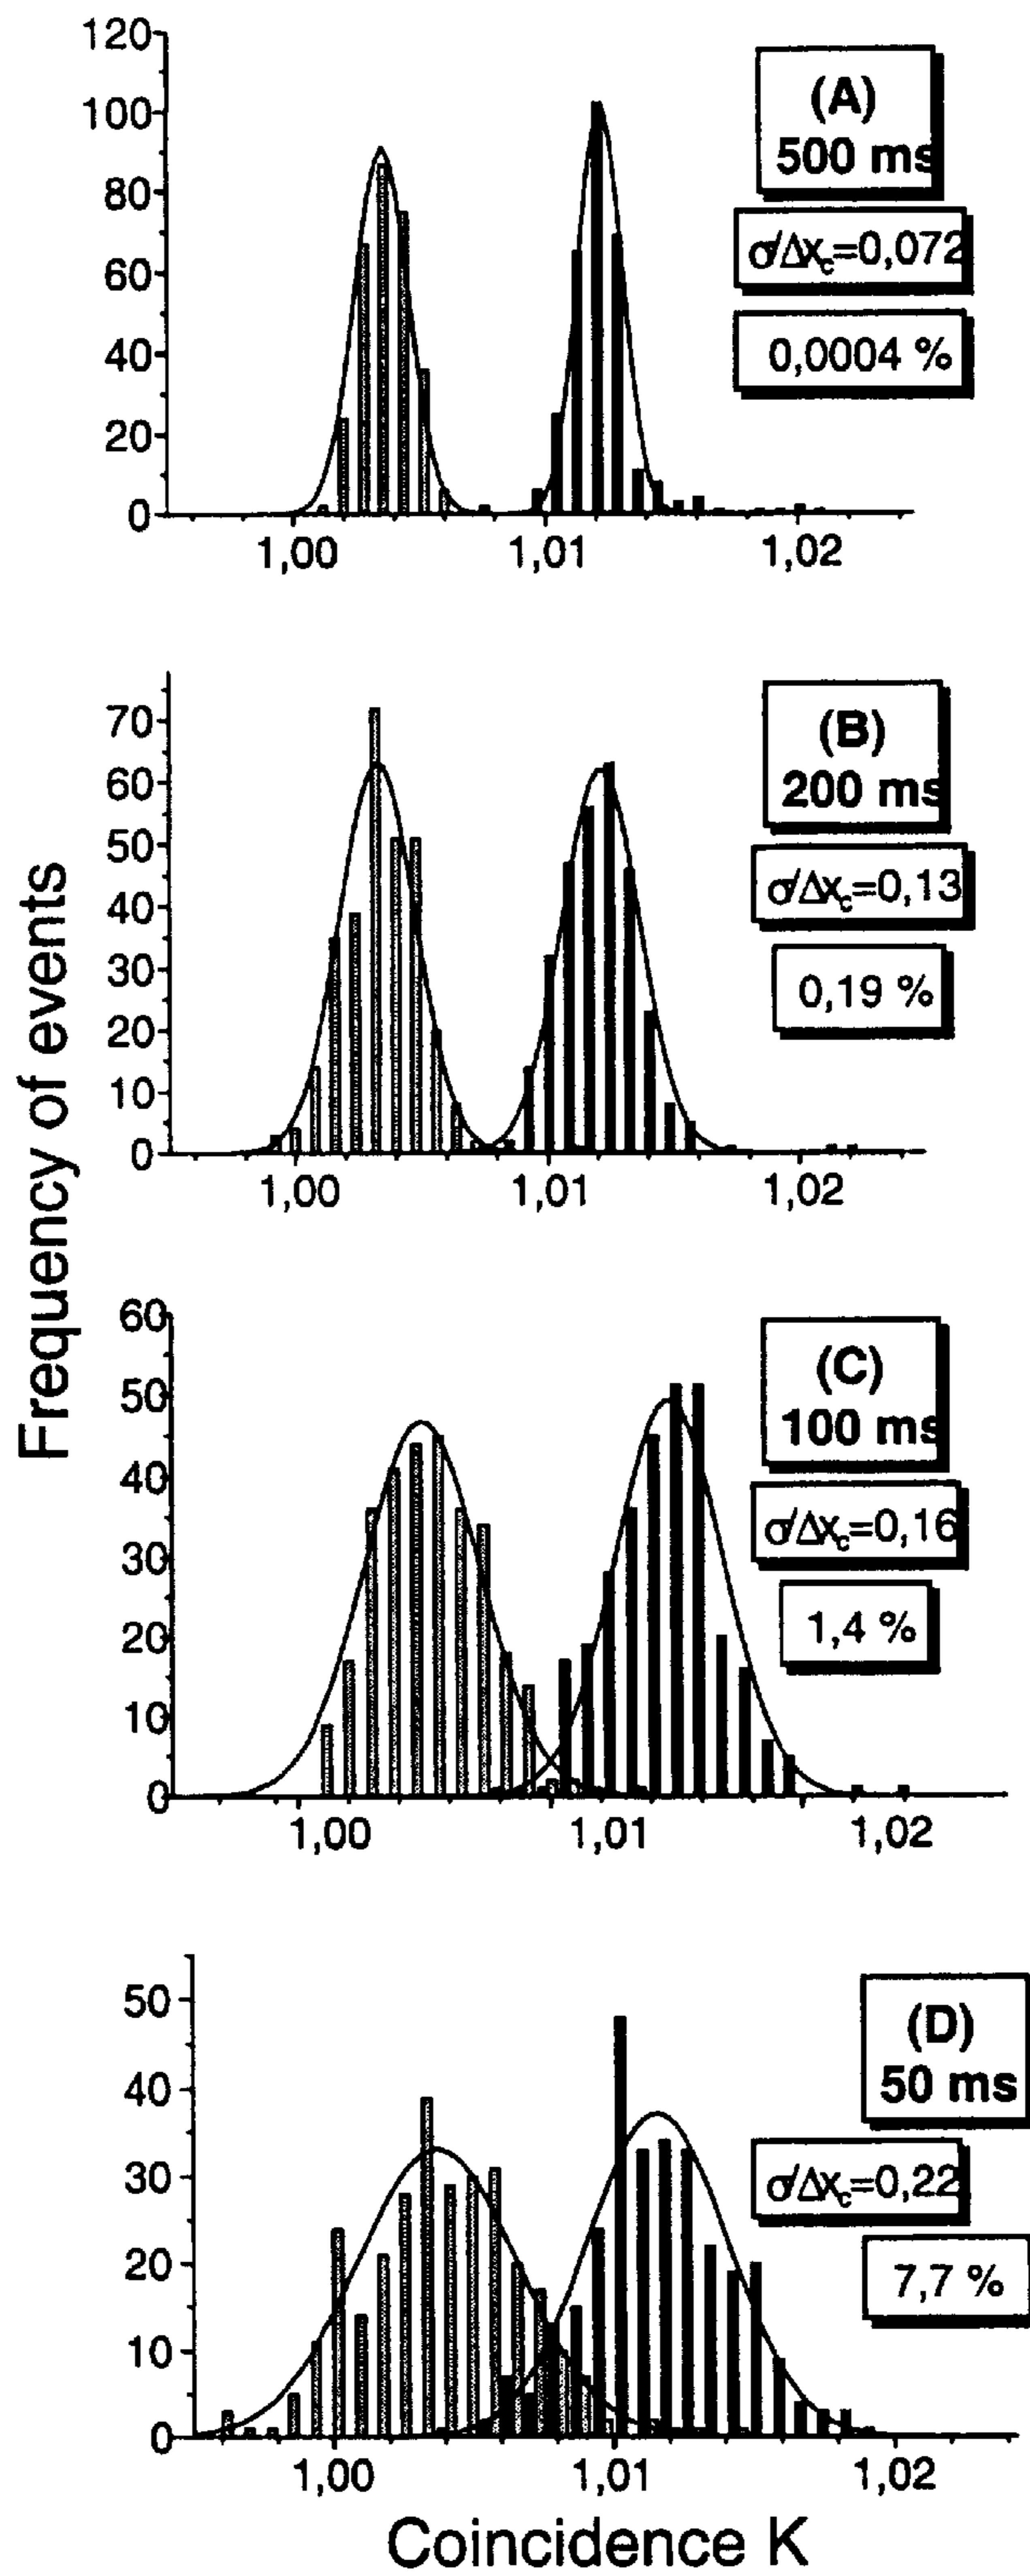 Frequency of events
120
100
80
60
40
20
0
1,00 1,01 1,02
(A)
500 ms
σ/Δxc=0,072
0,0004 %
70
60
50
40
30
20
10
0
1,00 1,01 1,02
(B)
200 ms
σ/Δxc=0,13
0,19 %
60
50
40
30
20
10
0
1,00 1,01 1,02
(C)
100 ms
σ/Δxc=0,16
1,4 %
50
40
30
20
10
0
1,00 1,01 1,02
(D)
50 ms
σ/Δxc=0,22
7,7 %
Coincidence K